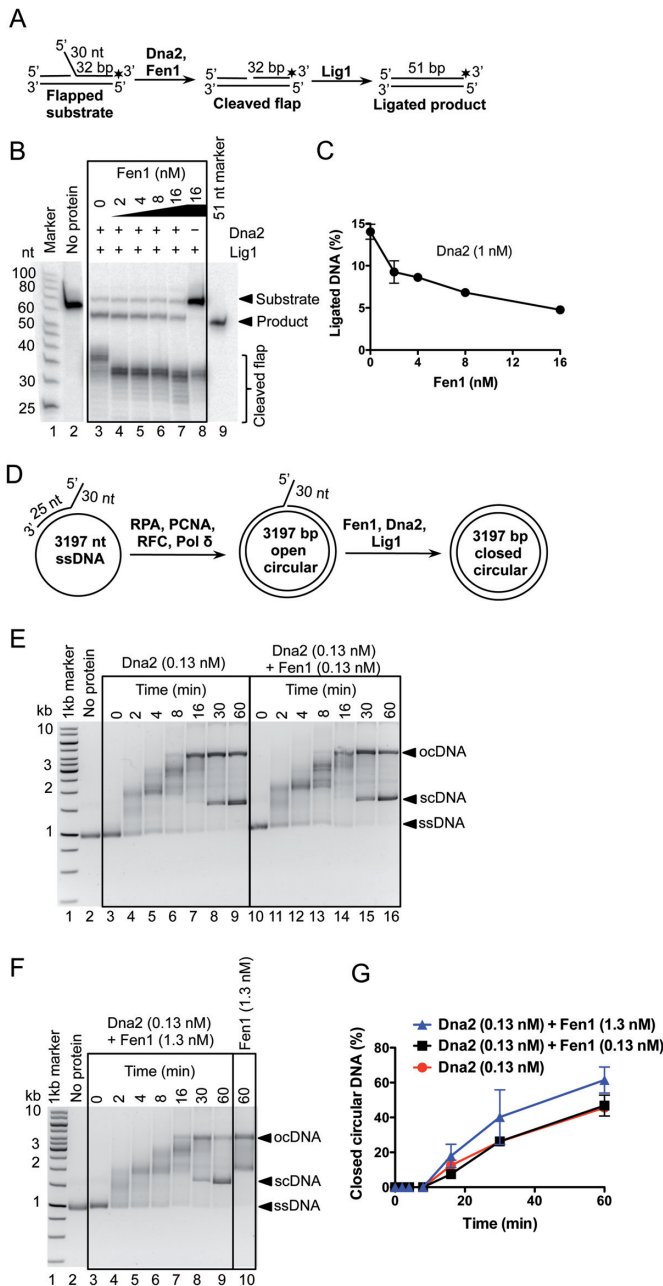 A
5'
30 nt
32 bp
★3'
5'
3'
5'
Flapped
substrate
Dna2,
Fen1
5'
32 bp
★3'
3'
5'
Cleaved flap
Lig1
5'
51 bp
★3'
3'
5'
Ligated product
B
Fen1 (nM)
Marker
No protein
0
2
4
8
16
16
51 nt marker
+ + + + + − Dna2
+ + + + + + Lig1
nt
100
80
60
50
40
30
25
Substrate
Product
Cleaved flap
1 2 3 4 5 6 7 8 9
C
Ligated DNA (%)
15
10
5
0
Dna2 (1 nM)
0 4 8 12 16
Fen1 (nM)
D
5'
25 nt
30 nt
3'
3197 nt
ssDNA
RPA, PCNA,
RFC, Pol δ
5'
30 nt
3197 bp
open
circular
Fen1, Dna2,
Lig1
3197 bp
closed
circular
E
1kb marker
No protein
Dna2 (0.13 nM)
Time (min)
0 2 4 8 16 30 60
Dna2 (0.13 nM)
+ Fen1 (0.13 nM)
Time (min)
0 2 4 8 16 30 60
kb
10
3
2
1
ocDNA
scDNA
ssDNA
1 2 3 4 5 6 7 8 9 10 11 12 13 14 15 16
F
1kb marker
No protein
Dna2 (0.13 nM)
+ Fen1 (1.3 nM)
Time (min)
0 2 4 8 16 30 60
Fen1 (1.3 nM)
60
kb
10
3
2
1
ocDNA
scDNA
ssDNA
1 2 3 4 5 6 7 8 9 10
G
Dna2 (0.13 nM) + Fen1 (1.3 nM)
Dna2 (0.13 nM) + Fen1 (0.13 nM)
Dna2 (0.13 nM)
Closed circular DNA (%)
80
60
40
20
0
0 20 40 60
Time (min)